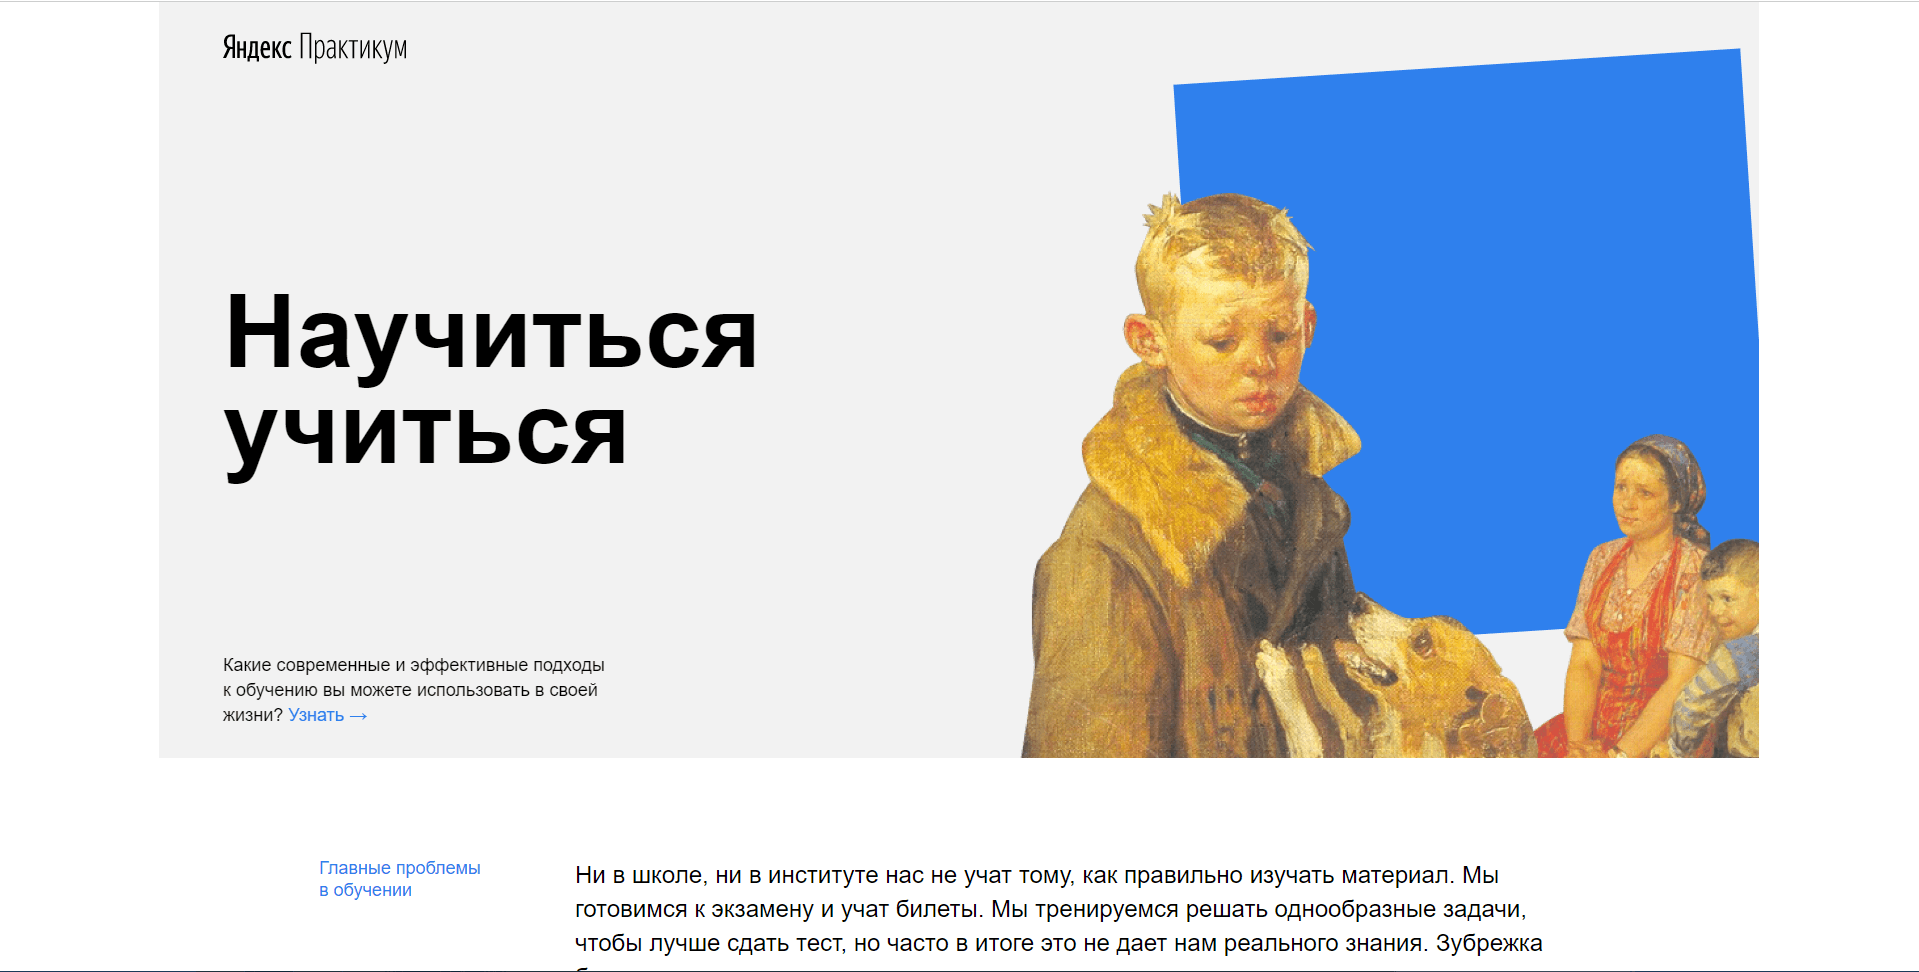 Яндекс Практикум
Научиться
учиться
Какие современные и эффективные подходы
к обучению вы можете использовать в своей
жизни? Узнать →
Главные проблемы
в обучении
Ни в школе, ни в институте нас не учат тому, как правильно изучать материал. Мы
готовимся к экзамену и учат билеты. Мы тренируемся решать однообразные задачи,
чтобы лучше сдать тест, но часто в итоге это не дает нам реального знания. Зубрежка